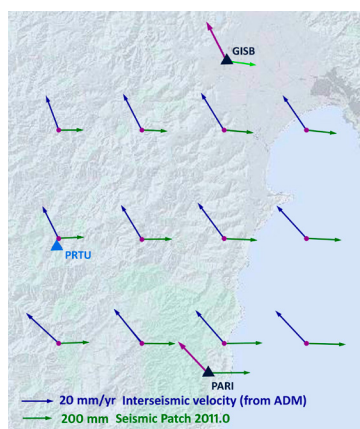 GISB
PRTU
PARI
20 mm/yr Interseismic velocity (from ADM)
200 mm Seismic Patch 2011.0